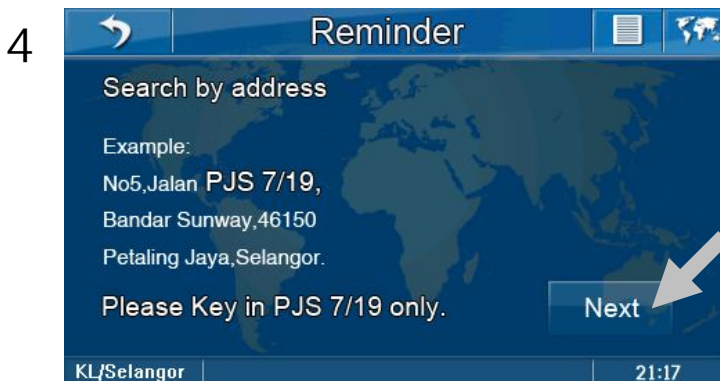 4
Reminder
Search by address
Example:
No5,Jalan PJS 7/19,
Bandar Sunway,46150
Petaling Jaya,Selangor.
Please Key in PJS 7/19 only.
Next
KL/Selangor
21:17